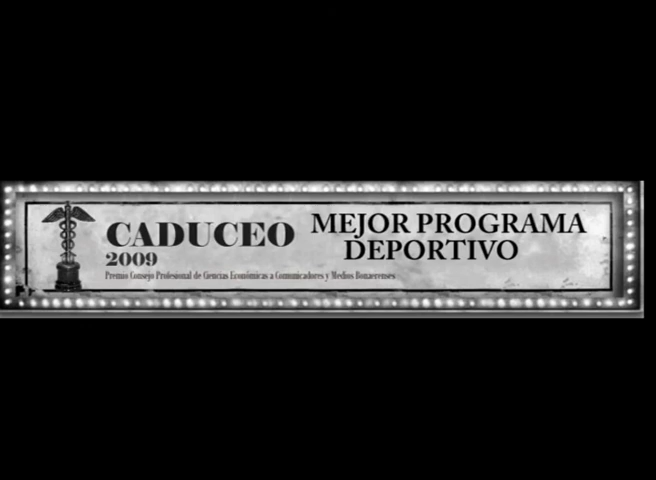 CADUCEO
2009
Premio Consejo Profesional de Ciencias Económicas a Comunicadores y Medios Bonaerenses
MEJOR PROGRAMA
DEPORTIVO